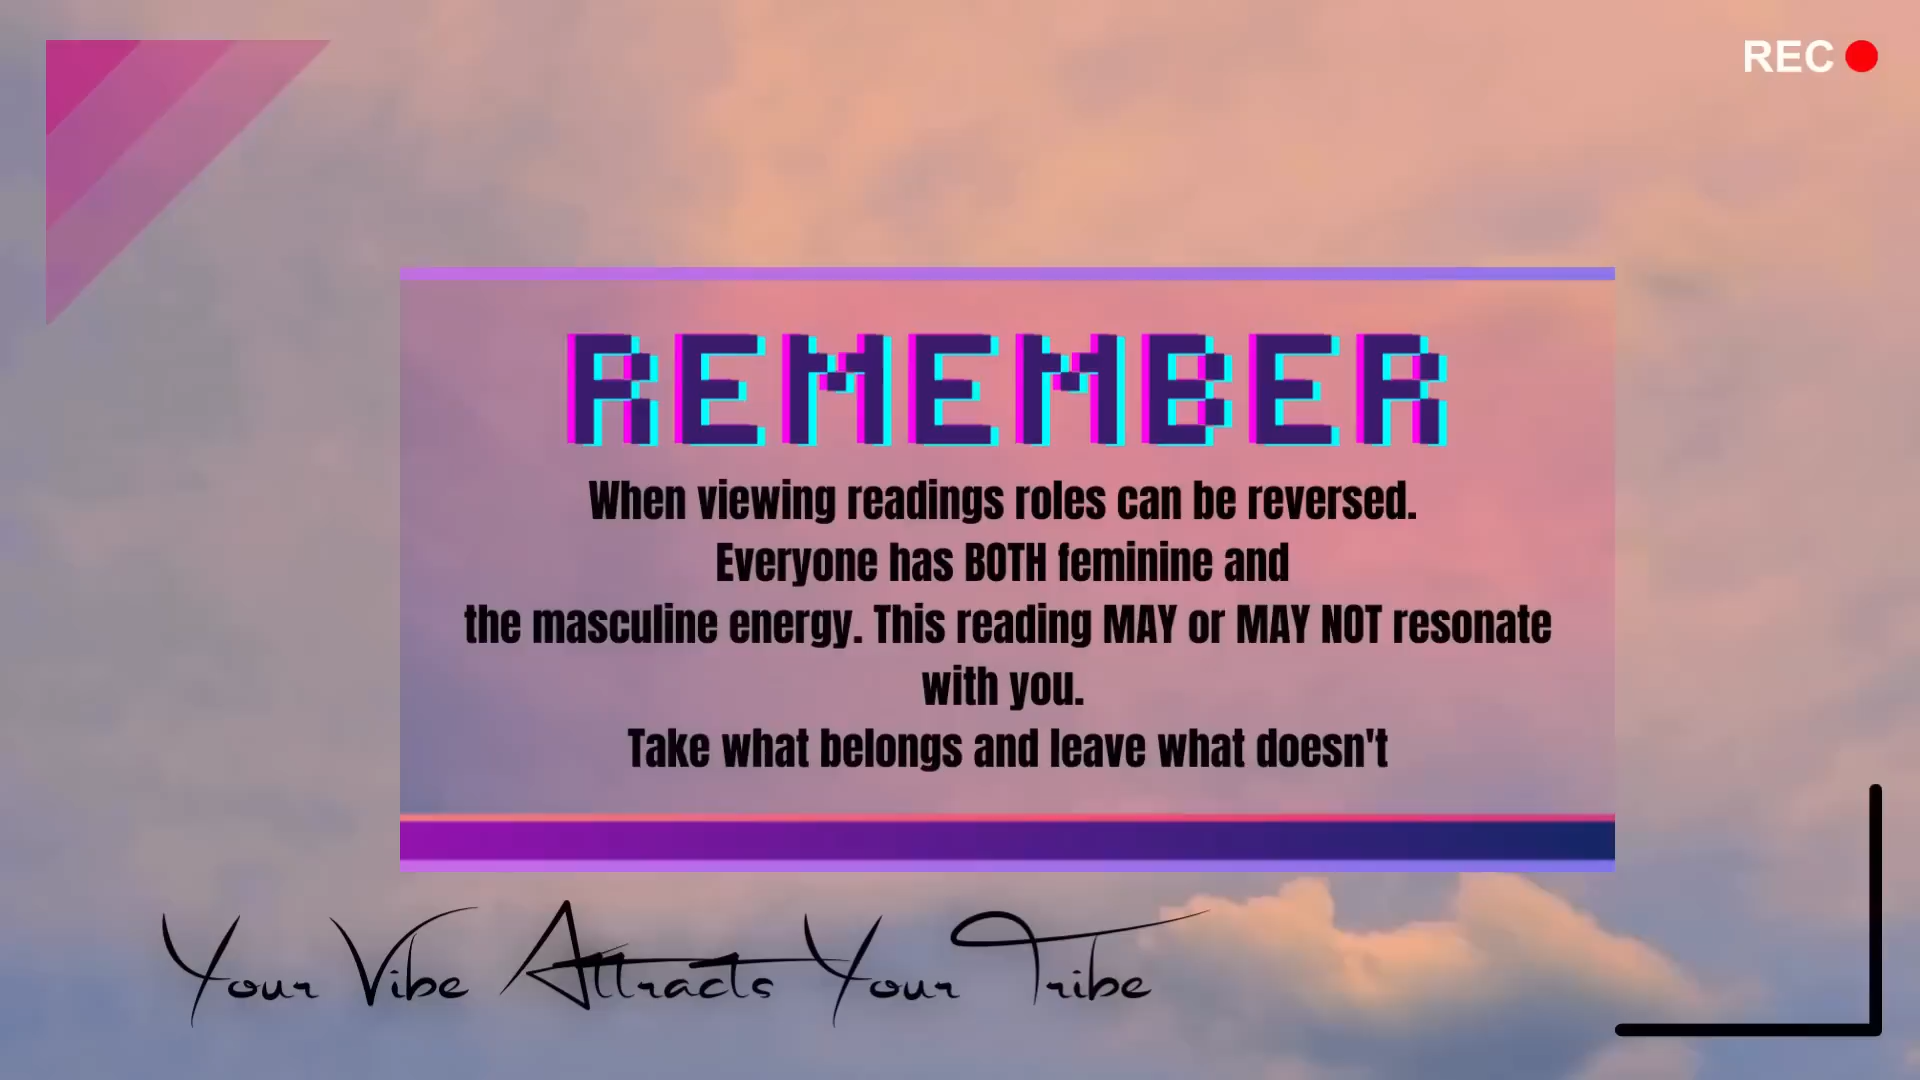 REC
REMEMBER
When viewing readings roles can be reversed.
Everyone has BOTH feminine and
the masculine energy. This reading MAY or MAY NOT resonate
with you.
Take what belongs and leave what doesn't
Your Vibe Attracts Your Tribe